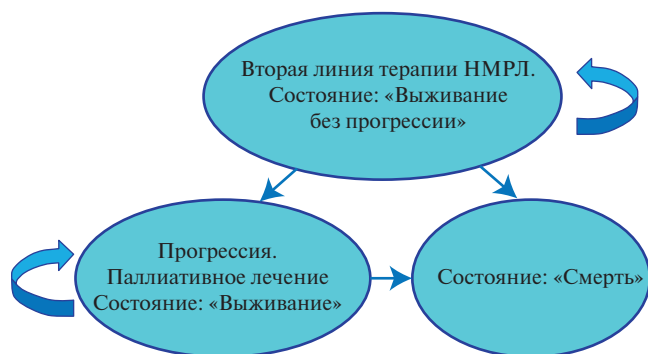 Вторая линия терапии НМРЛ.
Состояние: «Выживание
без прогрессии»
Прогрессия.
Паллиативное лечение
Состояние: «Выживание»
Состояние: «Смерть»